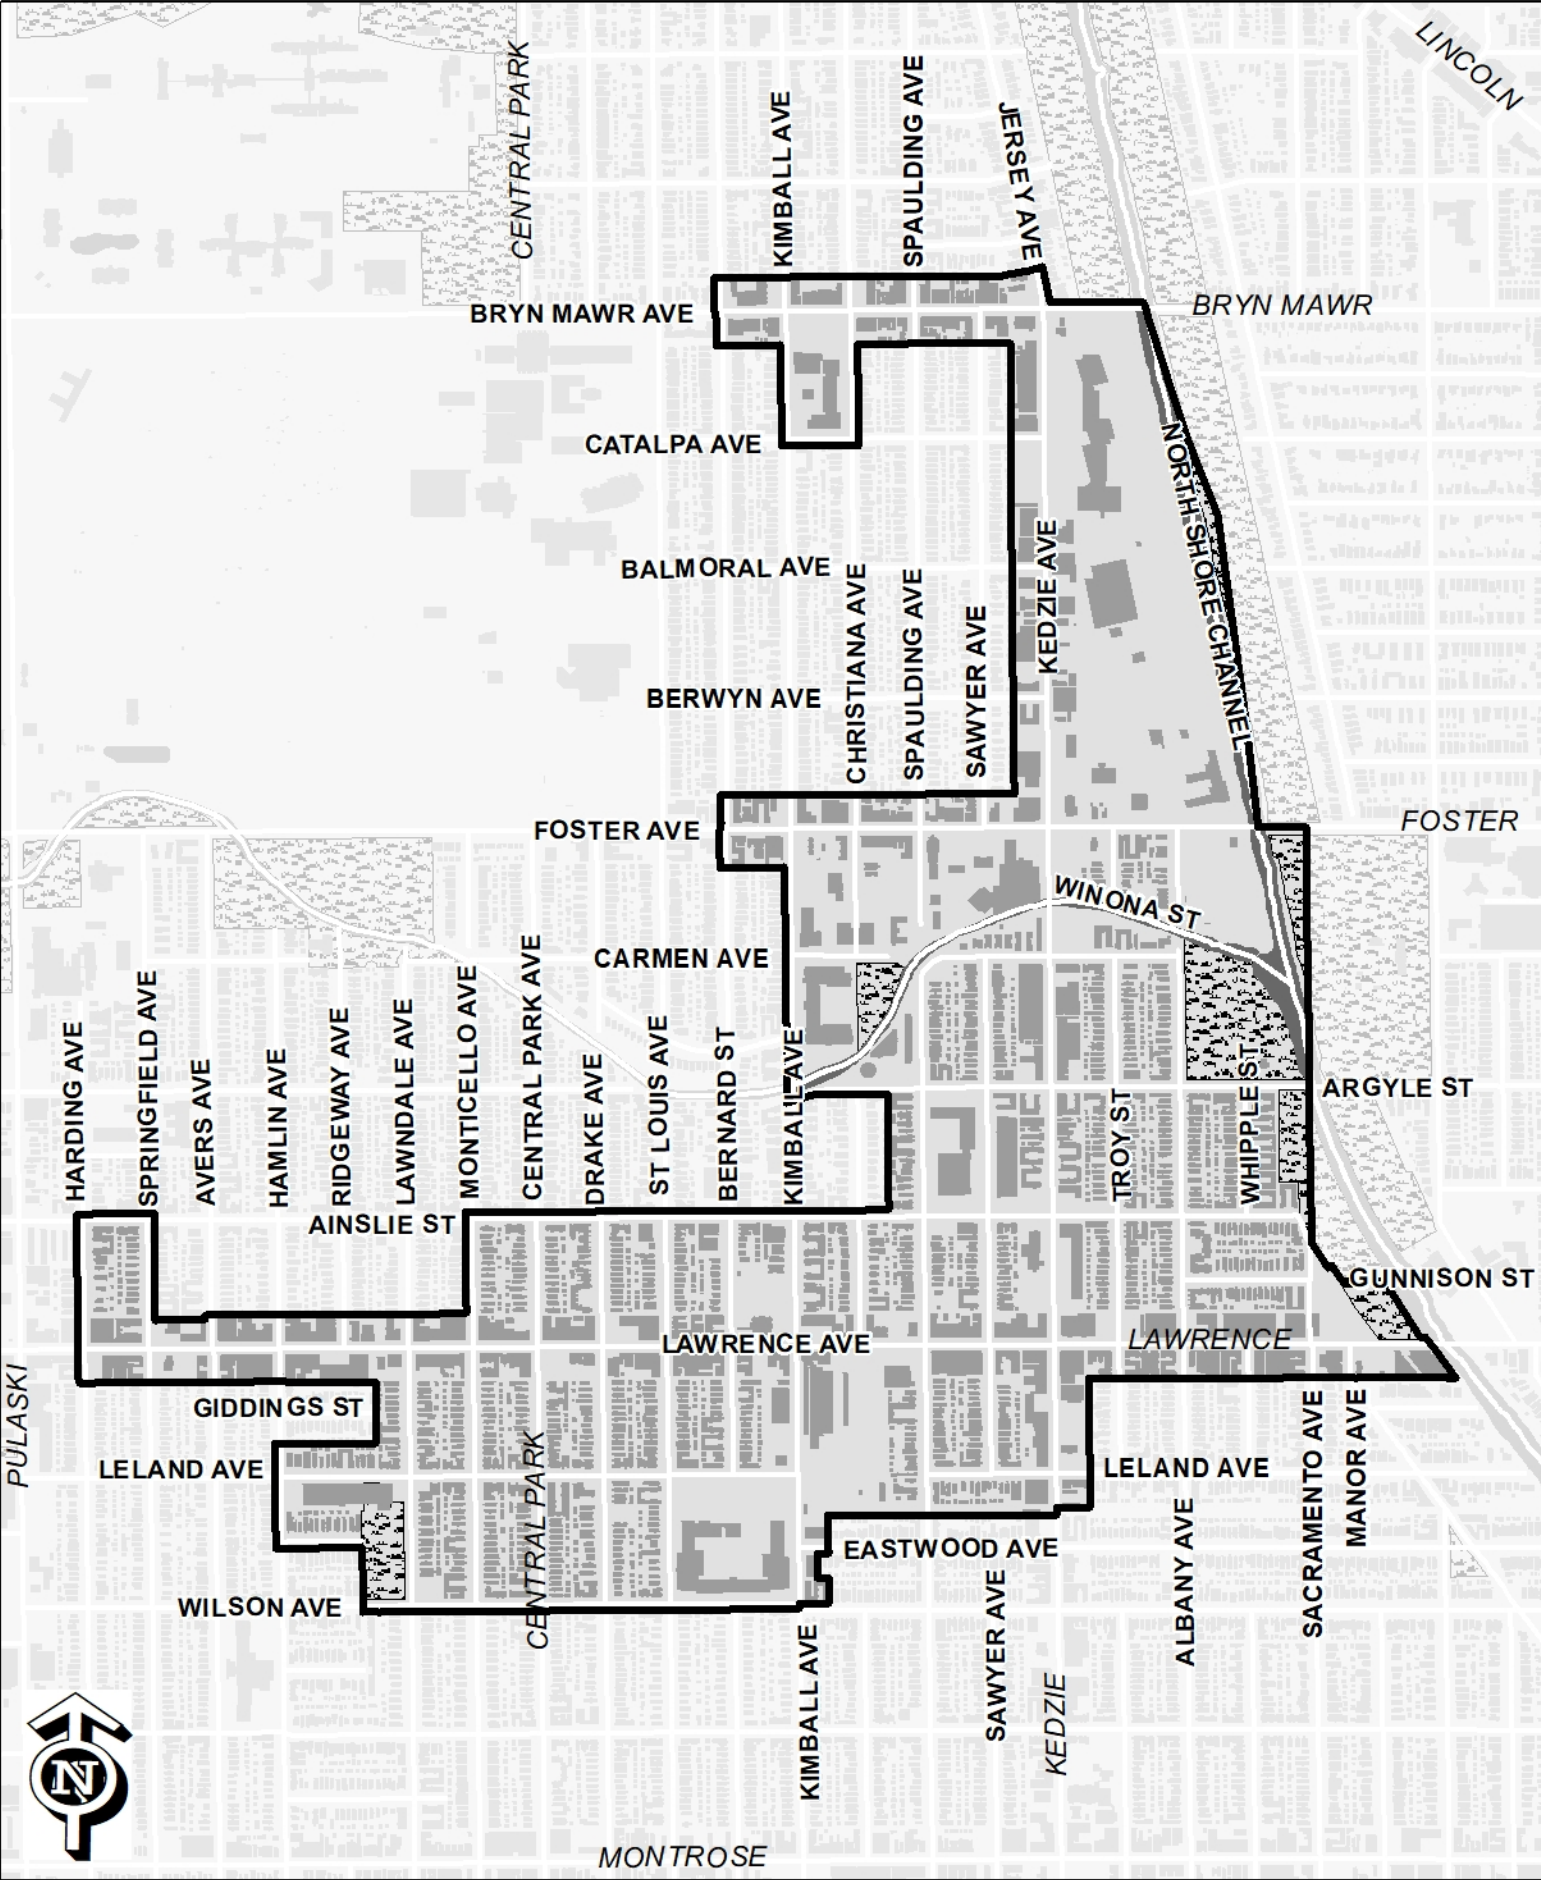 LINCOLN
CENTRAL PARK
KIMBALL AVE
SPAULDING AVE
JERSEY AVE
BRYN MAWR AVE
BRYN MAWR
CATALPA AVE
NORTH SHORE CHANNEL
BALMORAL AVE
KEDZIE AVE
CHRISTIANA AVE
SPAULDING AVE
SAWYER AVE
BERWYN AVE
FOSTER AVE
FOSTER
WINONA ST
CARMEN AVE
HARDING AVE
SPRINGFIELD AVE
AVERS AVE
HAMLIN AVE
RIDGEWAY AVE
LAWNDALE AVE
MONTICELLO AVE
CENTRAL PARK AVE
DRAKE AVE
ST LOUIS AVE
BERNARD ST
KIMBALL AVE
TROY ST
WHIPPLE ST
ARGYLE ST
AINSLIE ST
GUNNISON ST
LAWRENCE AVE
LAWRENCE
PULASKI
GIDDINGS ST
LELAND AVE
CENTRAL PARK
LELAND AVE
SACRAMENTO AVE
MANOR AVE
EASTWOOD AVE
ALBANY AVE
WILSON AVE
KIMBALL AVE
SAWYER AVE
KEDZIE
N
MONTROSE